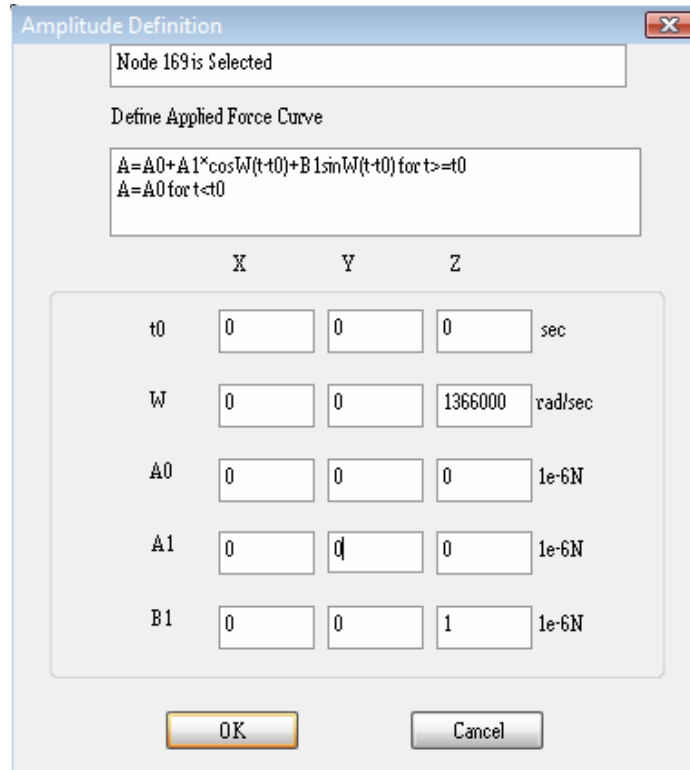 Amplitude Definition
Node 169 is Selected
Define Applied Force Curve
A=A0+A1*cosW(t-t0)+B1sinW(t-t0) for t>=t0
A=A0 for t<t0
X Y Z
t0 0 0 0 sec
W 0 0 1366000 rad/sec
A0 0 0 0 1e-6N
A1 0 0 0 1e-6N
B1 0 0 1 1e-6N
OK Cancel